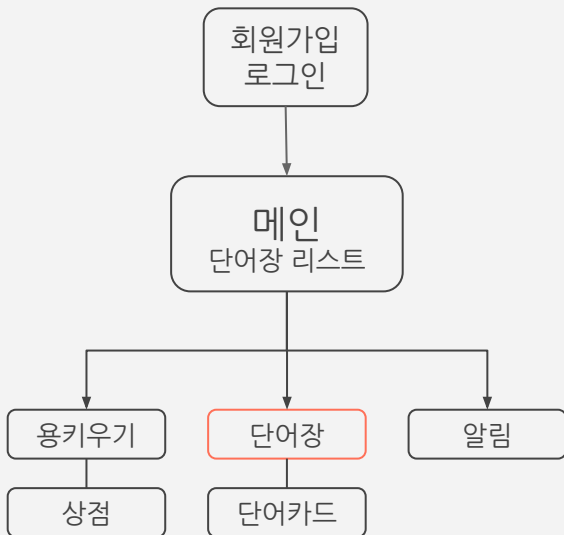 회원가입
로그인
메인
단어장 리스트
용키우기
단어장
알림
상점
단어카드